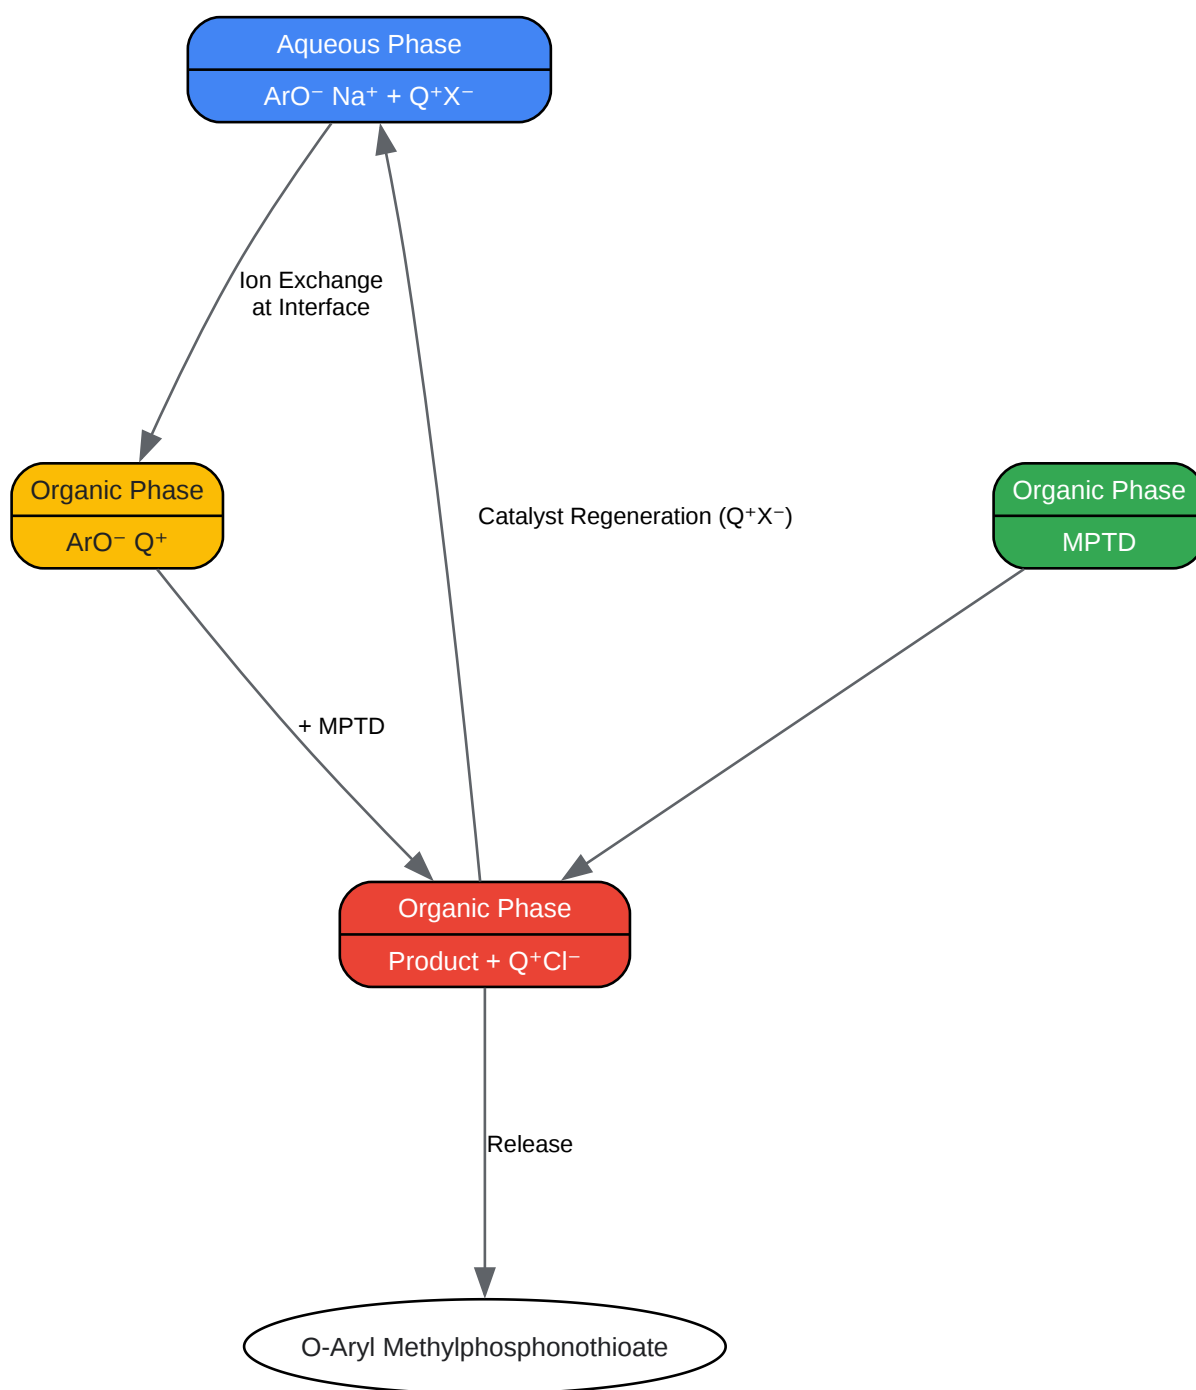 Aqueous Phase
ArO⁻ Na⁺ + Q⁺X⁻
Ion Exchange
at Interface
Organic Phase
ArO⁻ Q⁺
Catalyst Regeneration (Q⁺X⁻)
Organic Phase
MPTD
+ MPTD
Organic Phase
Product + Q⁺Cl⁻
Release
O-Aryl Methylphosphonothioate